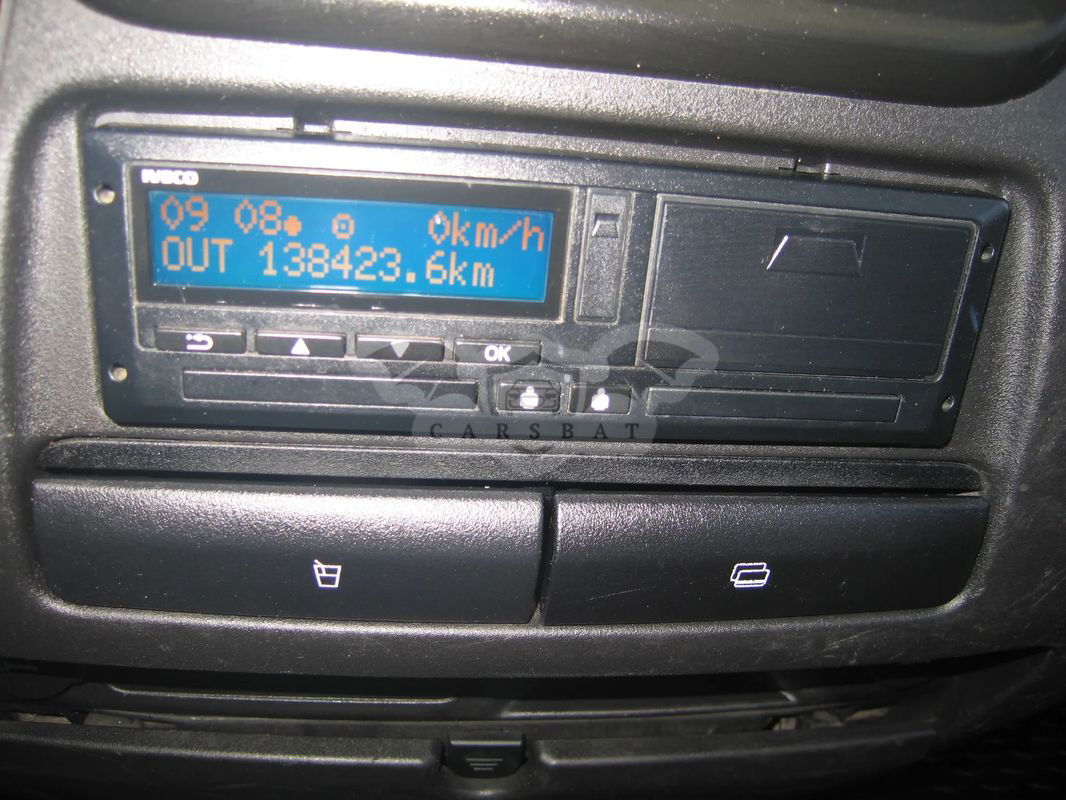 IVECO
09 08 0km/h
OUT 138423.6km
OK
CARSBAT